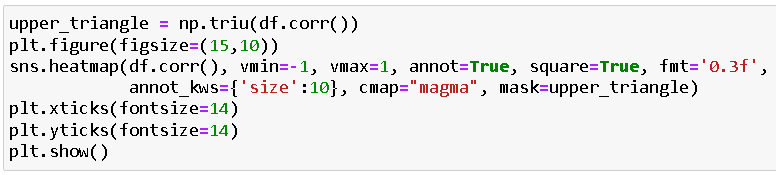 upper_triangle = np.triu(df.corr())
plt.figure(figsize=(15,10))
sns.heatmap(df.corr(), vmin=-1, vmax=1, annot=True, square=True, fmt='0.3f',
            annot_kws={'size':10}, cmap="magma", mask=upper_triangle)
plt.xticks(fontsize=14)
plt.yticks(fontsize=14)
plt.show()